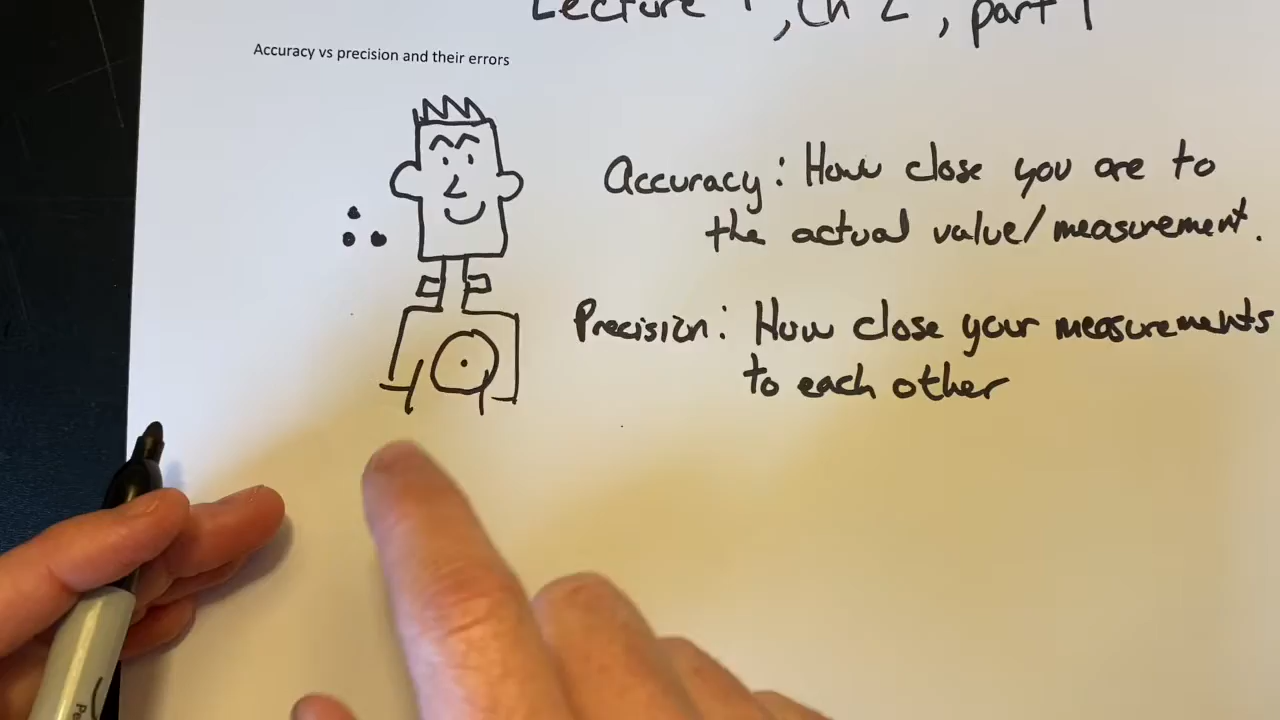 Lecture 1, Ch 2, part 1
Accuracy vs precision and their errors
Accuracy: How close you are to
the actual value/measurement.
Precision: How close your measurements
to each other